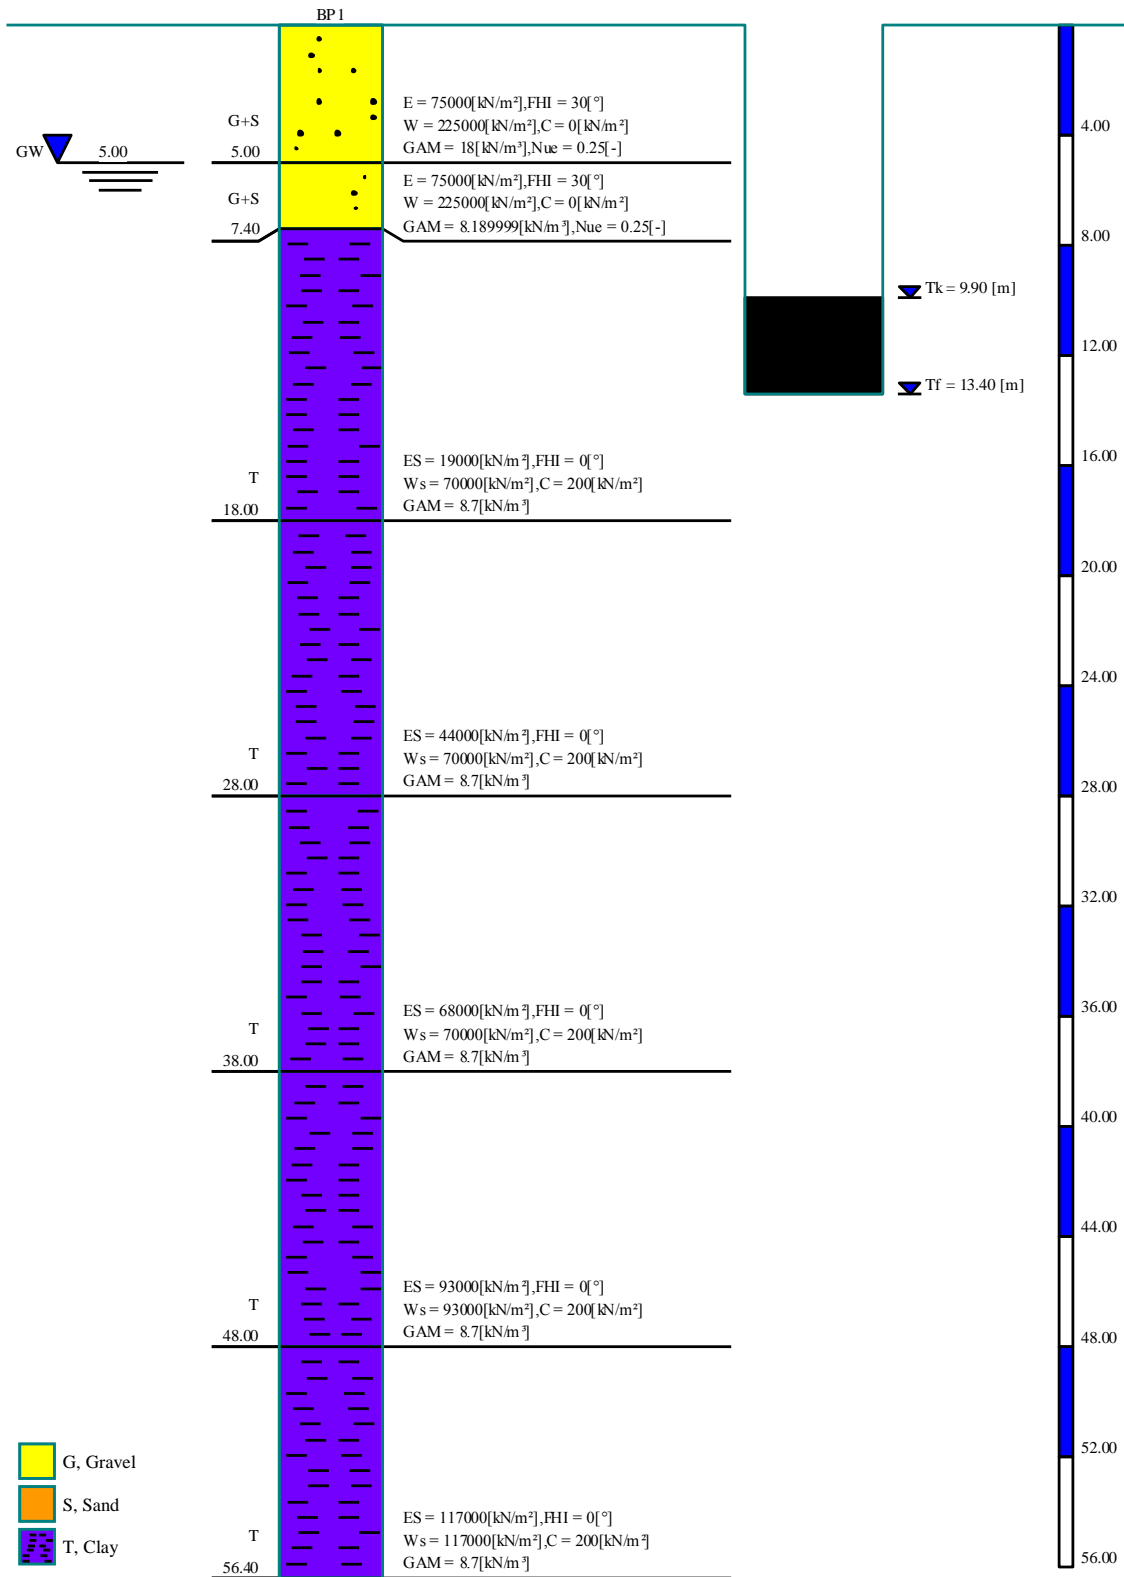 BP1
E = 75000[kN/m²],FHI = 30[°]
G+S
W = 225000[kN/m²],C = 0[kN/m²]
4.00
GW
5.00
5.00
GAM = 18[kN/m³],Nue = 0.25[-]
E = 75000[kN/m²],FHI = 30[°]
G+S
W = 225000[kN/m²],C = 0[kN/m²]
7.40
GAM = 8.189999[kN/m³],Nue = 0.25[-]
8.00
Tk = 9.90 [m]
12.00
Tf = 13.40 [m]
16.00
ES = 19000[kN/m²],FHI = 0[°]
T
Ws = 70000[kN/m²],C = 200[kN/m²]
18.00
GAM = 8.7[kN/m³]
20.00
24.00
ES = 44000[kN/m²],FHI = 0[°]
T
Ws = 70000[kN/m²],C = 200[kN/m²]
28.00
GAM = 8.7[kN/m³]
28.00
32.00
36.00
ES = 68000[kN/m²],FHI = 0[°]
T
Ws = 70000[kN/m²],C = 200[kN/m²]
38.00
GAM = 8.7[kN/m³]
40.00
44.00
ES = 93000[kN/m²],FHI = 0[°]
T
Ws = 93000[kN/m²],C = 200[kN/m²]
48.00
GAM = 8.7[kN/m³]
48.00
52.00
G, Gravel
S, Sand
T, Clay
ES = 117000[kN/m²],FHI = 0[°]
T
Ws = 117000[kN/m²],C = 200[kN/m²]
56.40
GAM = 8.7[kN/m³]
56.00